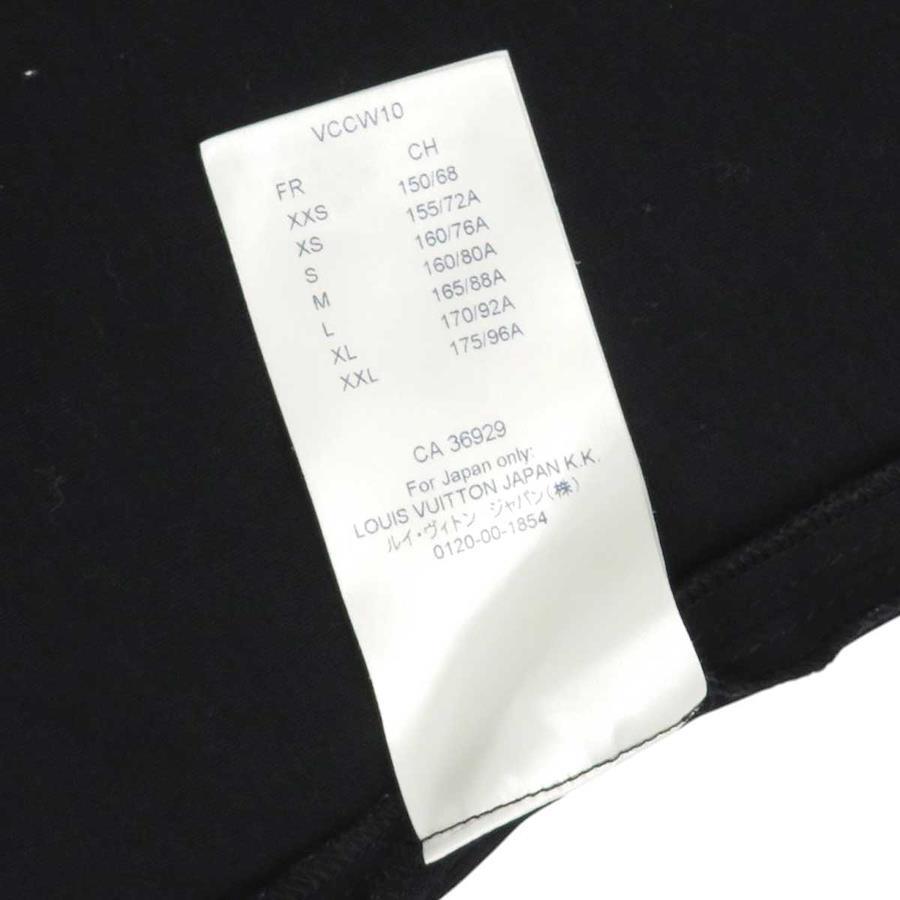 VCCW10
FR CH
XXS 150/68
XS 155/72A
S 160/76A
M 160/80A
L 165/88A
XL 170/92A
XXL 175/96A
CA 36929
For Japan only:
LOUIS VUITTON JAPAN K.K.
ルイ・ヴィトン ジャパン(株)
0120-00-1854